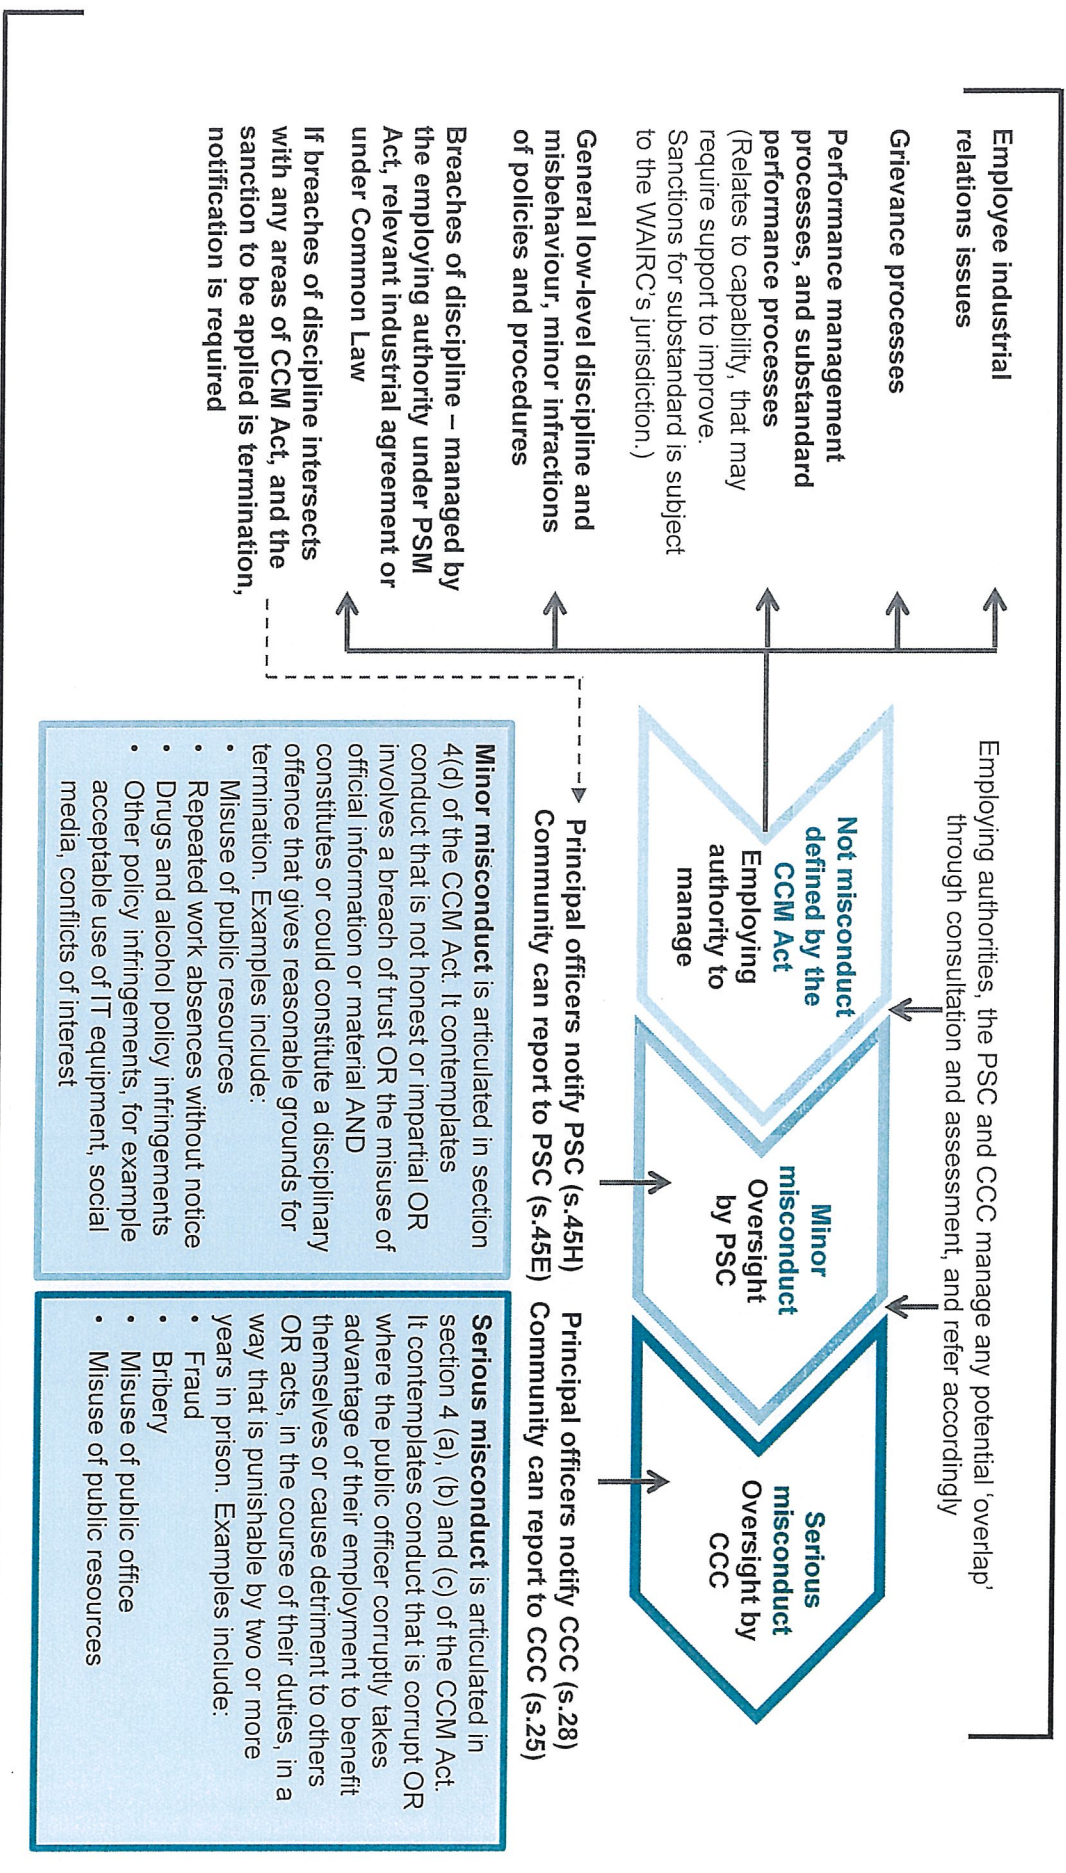 Employee industrial
relations issues
Grievance processes
Performance management
processes, and substandard
performance processes
(Relates to capability, that may
require support to improve.
Sanctions for substandard is subject
to the WAIRC's jurisdiction.)
General low-level discipline and
misbehaviour, minor infractions
of policies and procedures
Breaches of discipline – managed by
the employing authority under PSM
Act, relevant industrial agreement or
under Common Law
If breaches of discipline intersects
with any areas of CCM Act, and the
sanction to be applied is termination,
notification is required
Employing authorities, the PSC and CCC manage any potential 'overlap'
through consultation and assessment, and refer accordingly
Not misconduct
defined by the
CCM Act
Employing
authority to
manage
Minor
misconduct
Oversight
by PSC
Serious
misconduct
Oversight by
CCC
Principal officers notify PSC (s.45H)
Community can report to PSC (s.45E)
Principal officers notify CCC (s.28)
Community can report to CCC (s.25)
Minor misconduct is articulated in section
4(d) of the CCM Act. It contemplates
conduct that is not honest or impartial OR
involves a breach of trust OR the misuse of
official information or material AND
constitutes or could constitute a disciplinary
offence that gives reasonable grounds for
termination. Examples include:
• Misuse of public resources
• Repeated work absences without notice
• Drugs and alcohol policy infringements
• Other policy infringements, for example
acceptable use of IT equipment, social
media, conflicts of interest
Serious misconduct is articulated in
section 4 (a), (b) and (c) of the CCM Act.
It contemplates conduct that is corrupt OR
where the public officer corruptly takes
advantage of their employment to benefit
themselves or cause detriment to others
OR acts, in the course of their duties, in a
way that is punishable by two or more
years in prison. Examples include:
• Fraud
• Bribery
• Misuse of public office
• Misuse of public resources